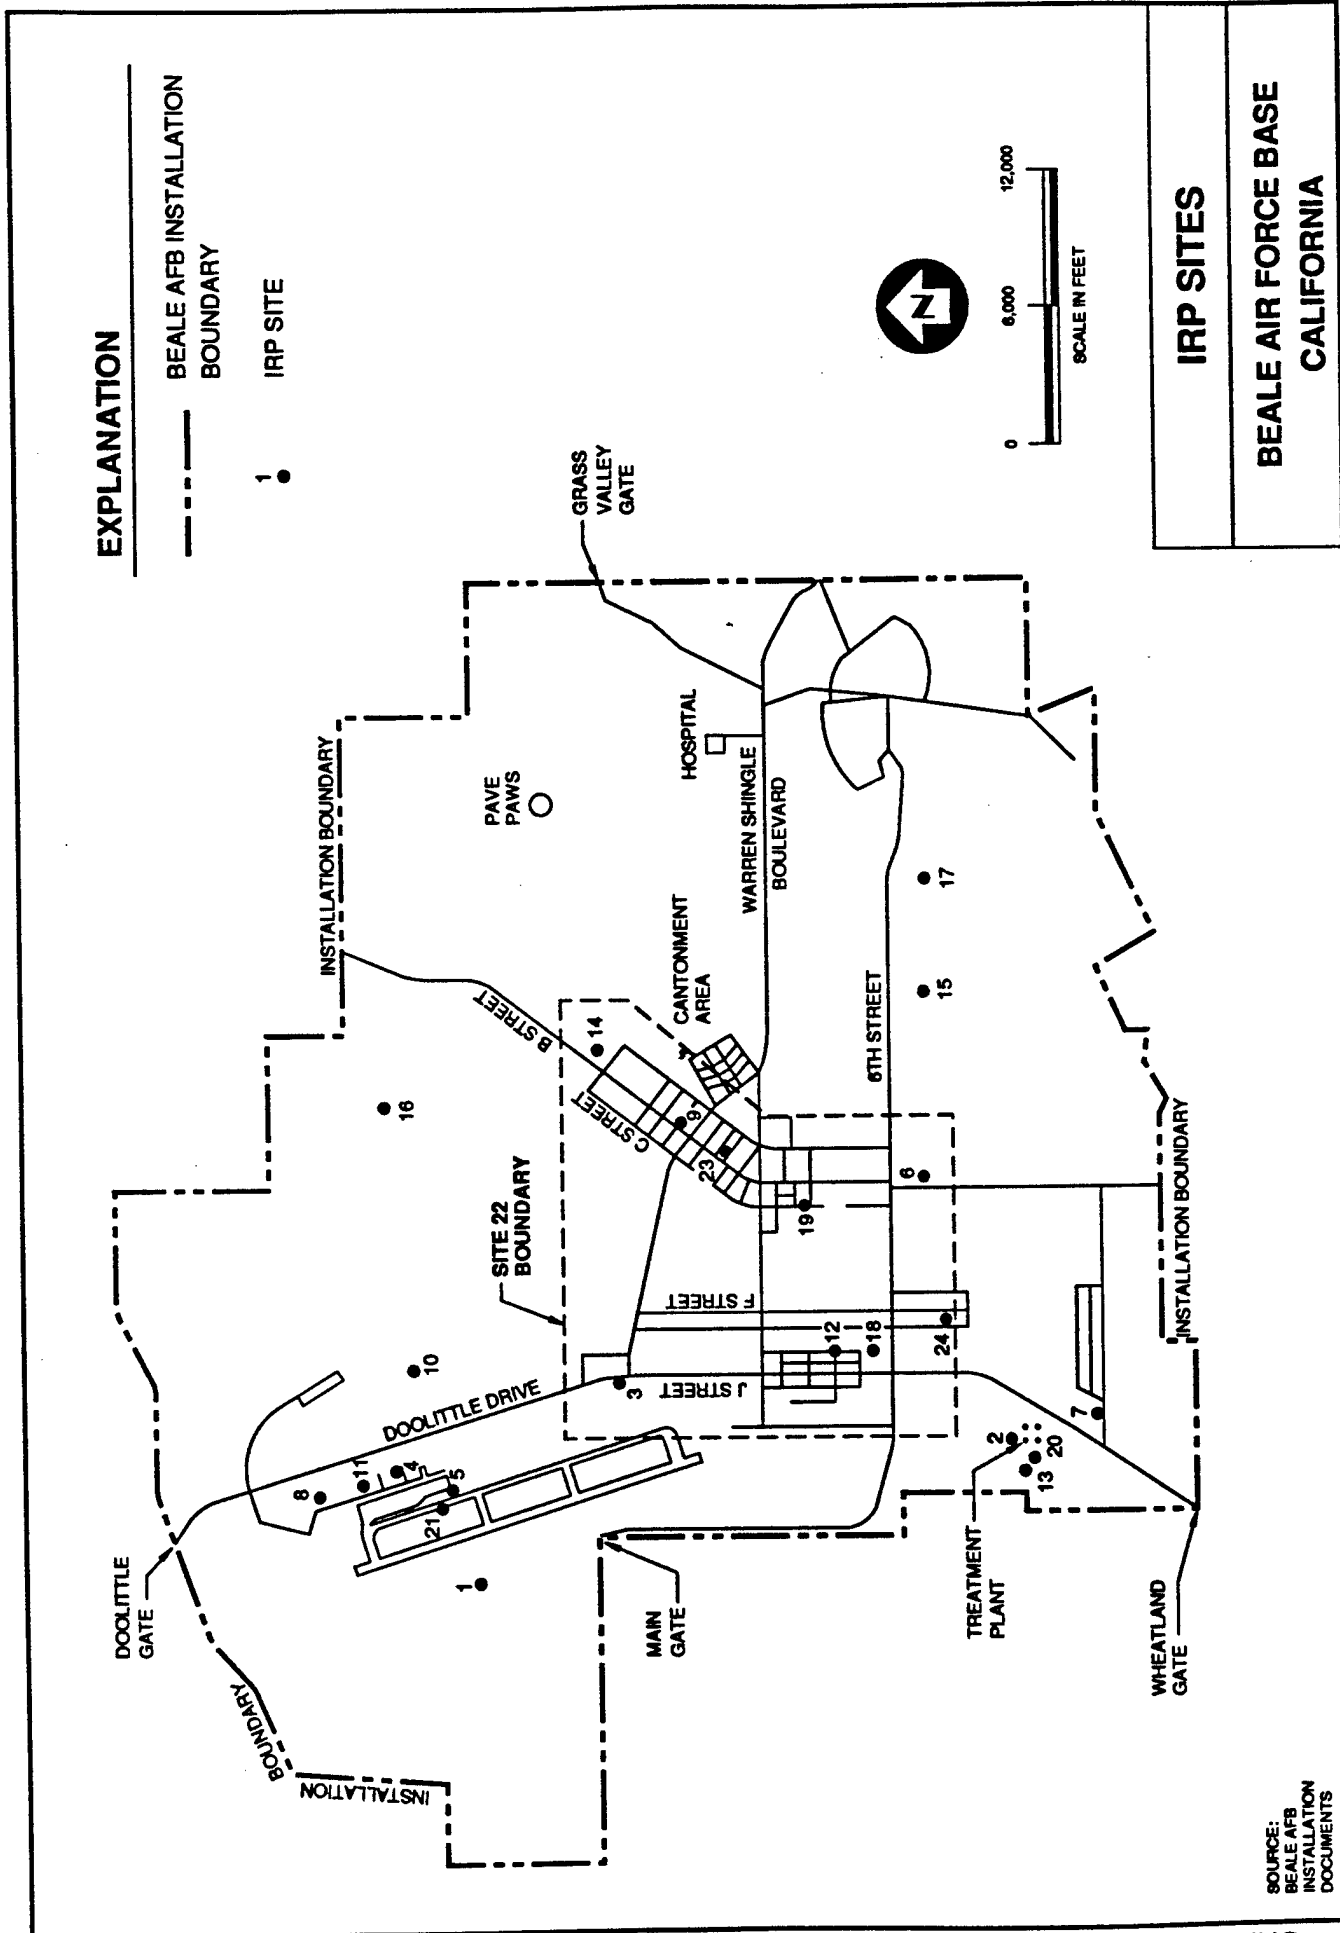 EXPLANATION
BEALE AFB INSTALLATION
BOUNDARY
1
IRP SITE
DOOLITTLE
GATE
BOUNDARY
INSTALLATION
INSTALLATION BOUNDARY
16
10
8
11
4
5
21
1
DOOLITTLE DRIVE
B STREET
C STREET
14
9
23
CANTONMENT
AREA
PAVE
PAWS
GRASS
VALLEY
GATE
SITE 22
BOUNDARY
HOSPITAL
WARREN SHINGLE
BOULEVARD
MAIN
GATE
3
J STREET
F STREET
19
12
18
6TH STREET
6
15
17
24
TREATMENT
PLANT
2
20
13
7
INSTALLATION BOUNDARY
WHEATLAND
GATE
N
0
6,000
12,000
SCALE IN FEET
IRP SITES
BEALE AIR FORCE BASE
CALIFORNIA
SOURCE:
BEALE AFB
INSTALLATION
DOCUMENTS